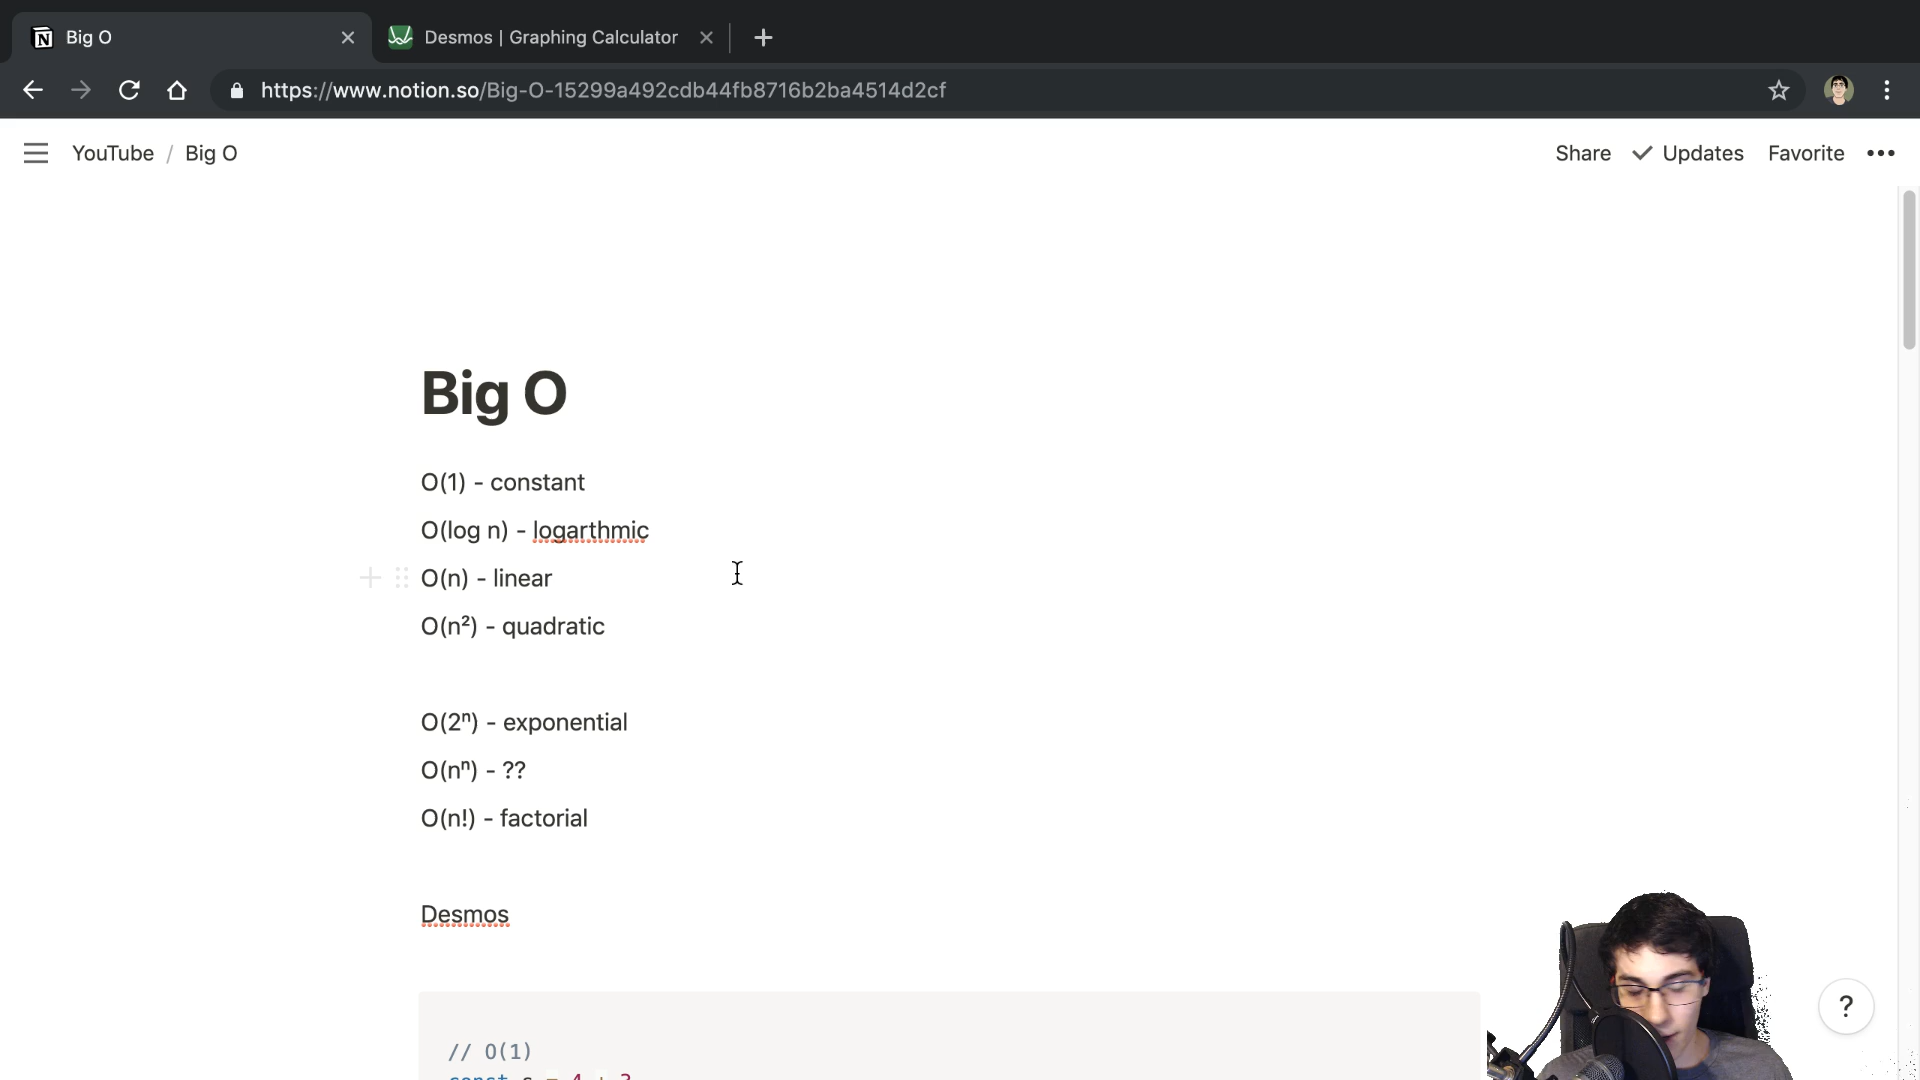 Big O
Desmos | Graphing Calculator
https://www.notion.so/Big-O-15299a492cdb44fb8716b2ba4514d2cf
YouTube / Big O
Share Updates Favorite
Big O
O(1) - constant
O(log n) - logarthmic
O(n) - linear
O(n²) - quadratic
O(2ⁿ) - exponential
O(nⁿ) - ??
O(n!) - factorial
Desmos
?
// O(1)